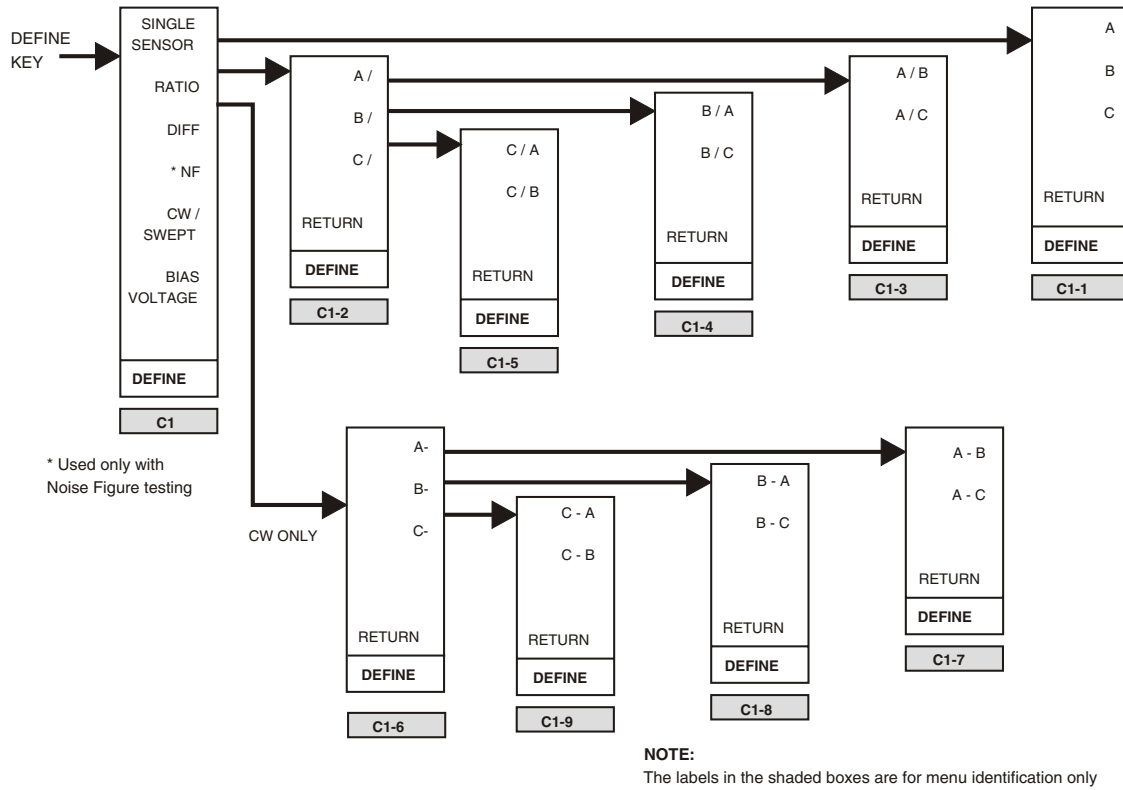 DEFINE
KEY
SINGLE
SENSOR
RATIO
DIFF
* NF
CW /
SWEPT
BIAS
VOLTAGE
DEFINE
C1
* Used only with
Noise Figure testing
A /
B /
C /
RETURN
DEFINE
C1-2
C / A
C / B
RETURN
DEFINE
C1-5
B / A
B / C
RETURN
DEFINE
C1-4
A / B
A / C
RETURN
DEFINE
C1-3
A
B
C
RETURN
DEFINE
C1-1
CW ONLY
A-
B-
C-
RETURN
DEFINE
C1-6
C - A
C - B
RETURN
DEFINE
C1-9
B - A
B - C
RETURN
DEFINE
C1-8
A - B
A - C
RETURN
DEFINE
C1-7
NOTE:
The labels in the shaded boxes are for menu identification only